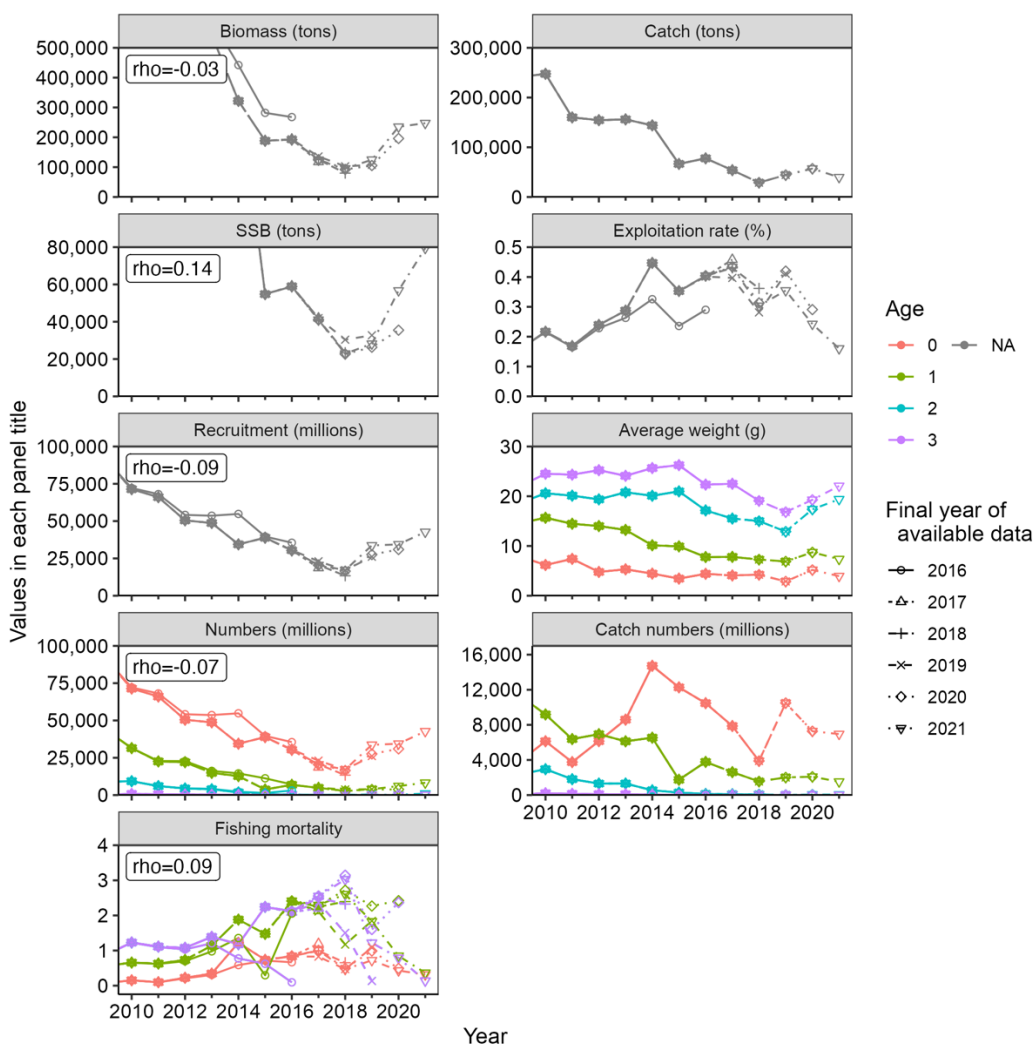 Biomass (tons)
500,000
400,000
300,000
200,000
100,000
0
rho=-0.03
Catch (tons)
300,000
200,000
100,000
0
SSB (tons)
80,000
60,000
40,000
20,000
0
rho=0.14
Exploitation rate (%)
0.5
0.4
0.3
0.2
0.1
0.0
Recruitment (millions)
100,000
75,000
50,000
25,000
0
rho=-0.09
Average weight (g)
30
20
10
0
Numbers (millions)
100,000
75,000
50,000
25,000
0
rho=-0.07
Catch numbers (millions)
16,000
12,000
8,000
4,000
0
2010 2012 2014 2016 2018 2020
Fishing mortality
4
3
2
1
0
rho=0.09
2010 2012 2014 2016 2018 2020
Year
Values in each panel title
Age
0 NA
1
2
3
Final year of
available data
2016
2017
2018
2019
2020
2021